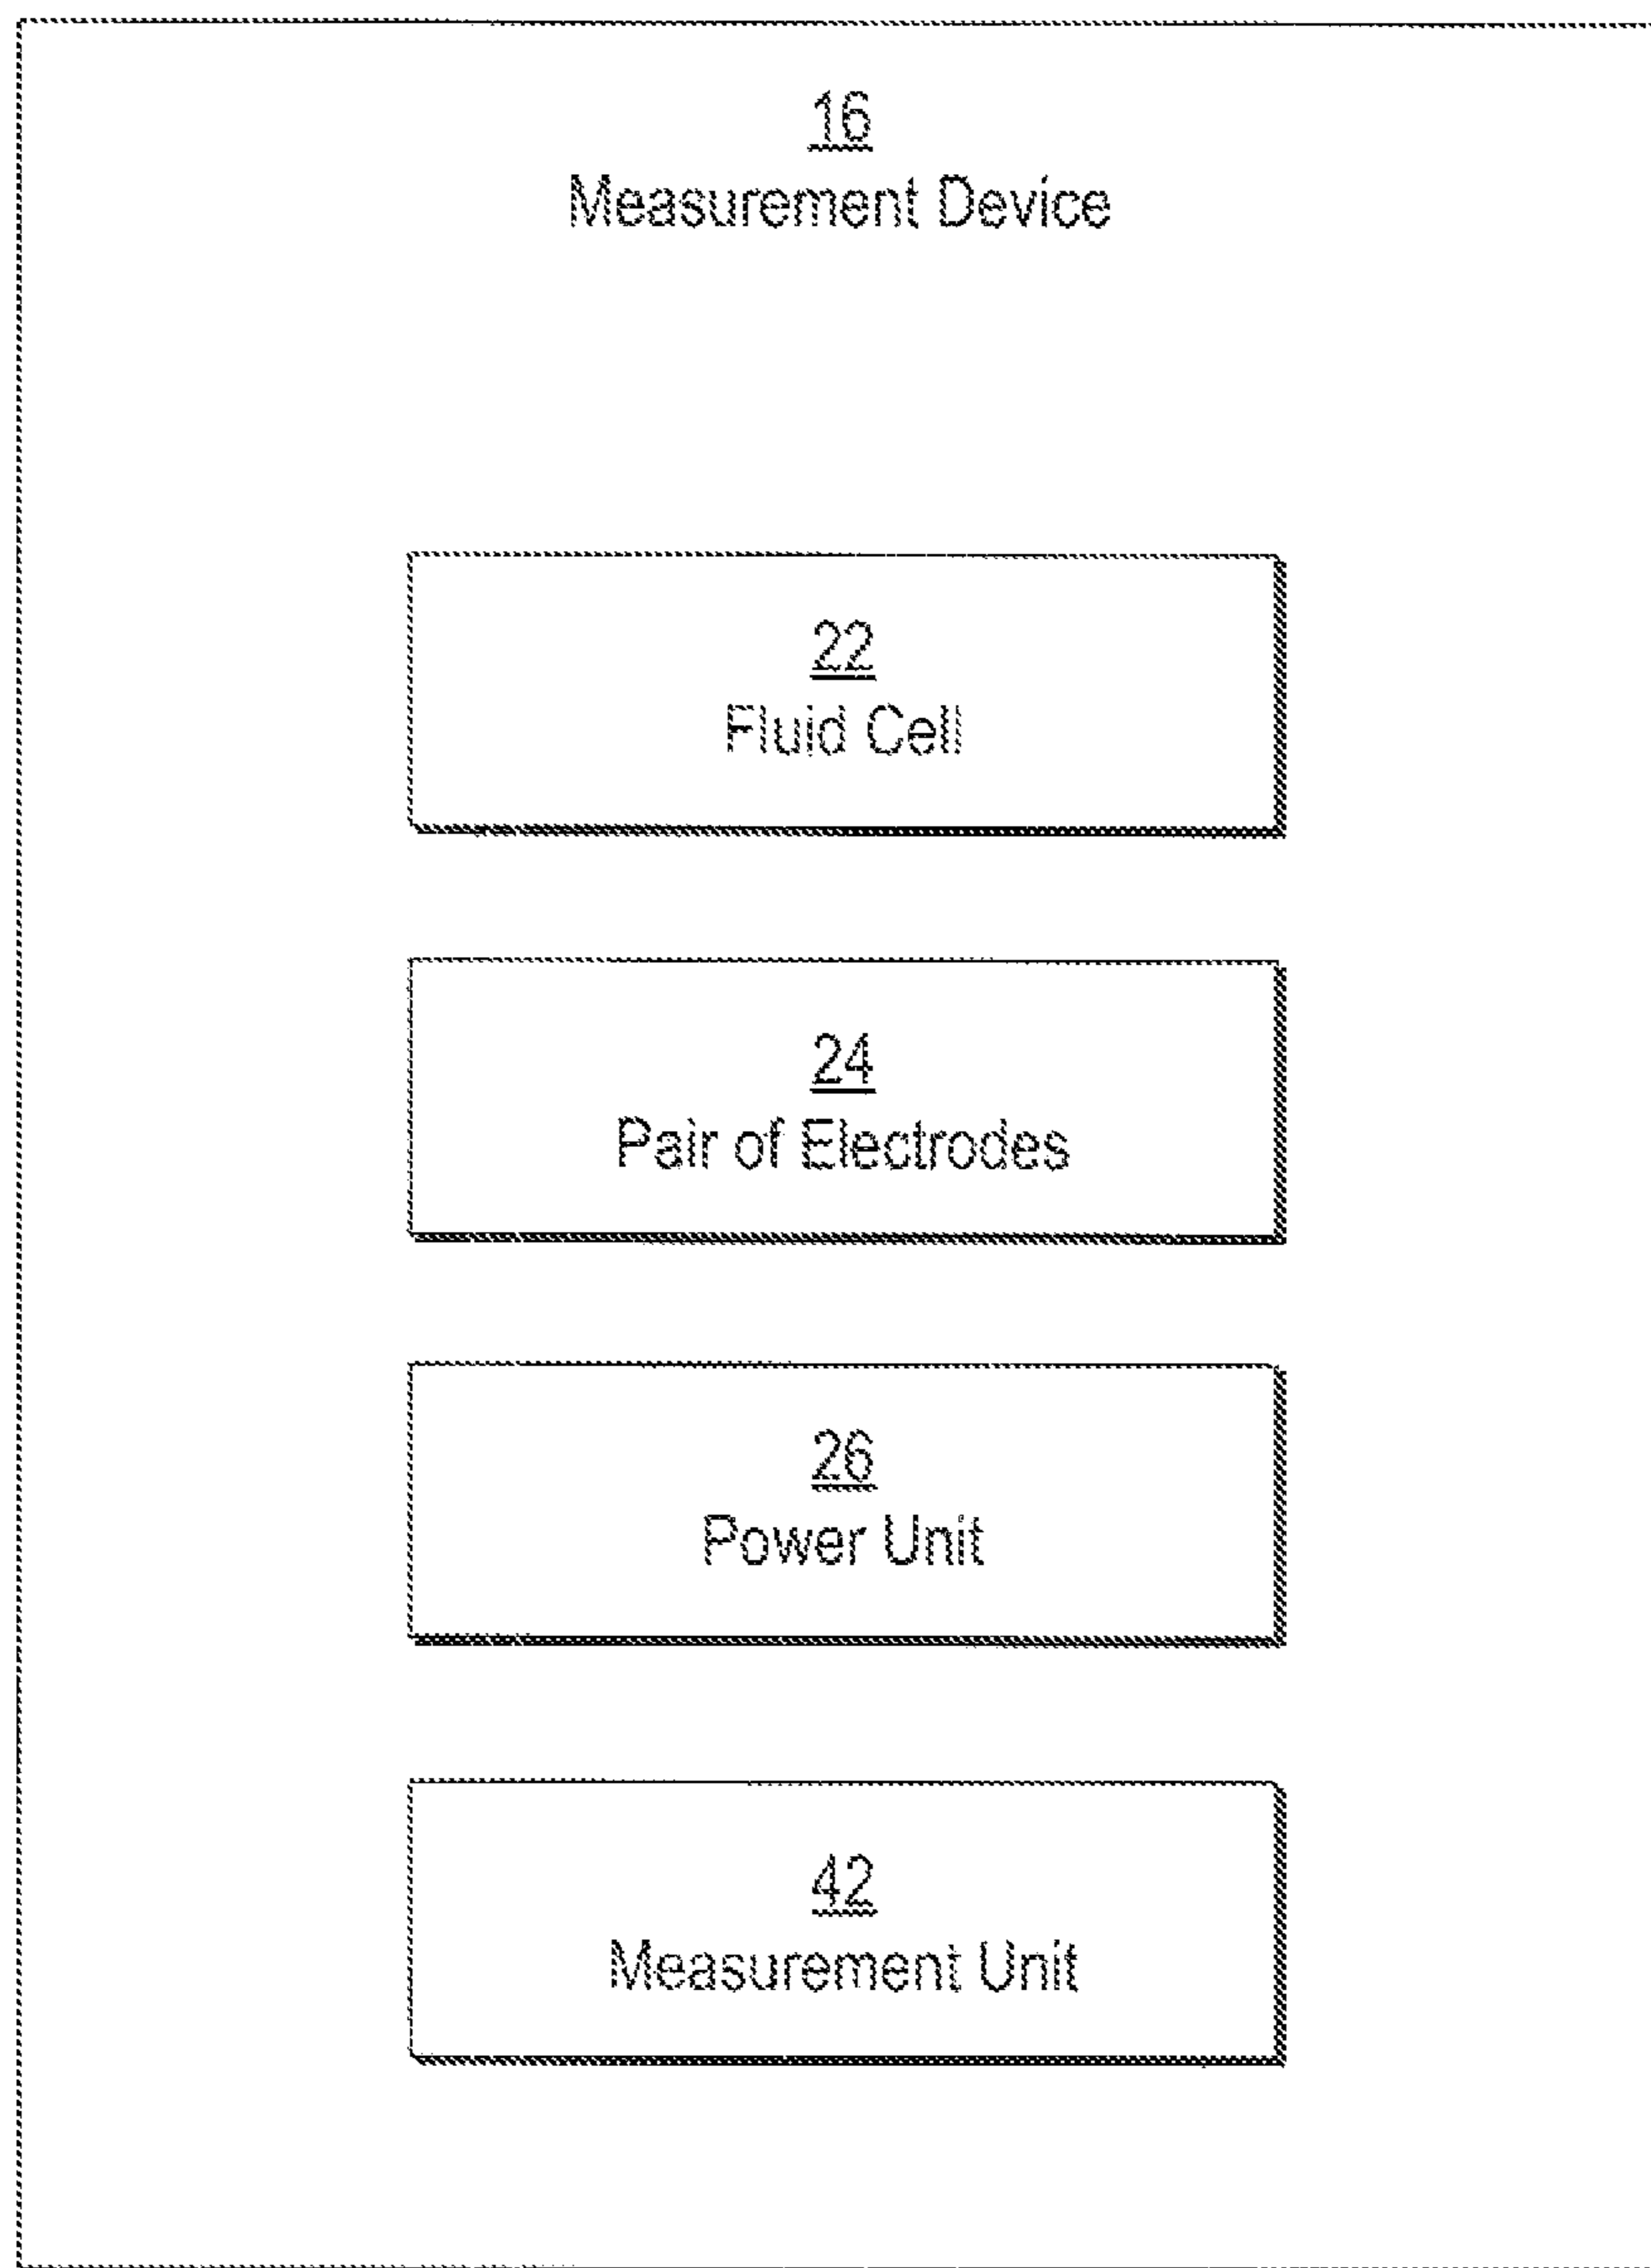 16
Measurement Device
22
Fluid Cell
24
Pair of Electrodes
26
Power Unit
42
Measurement Unit